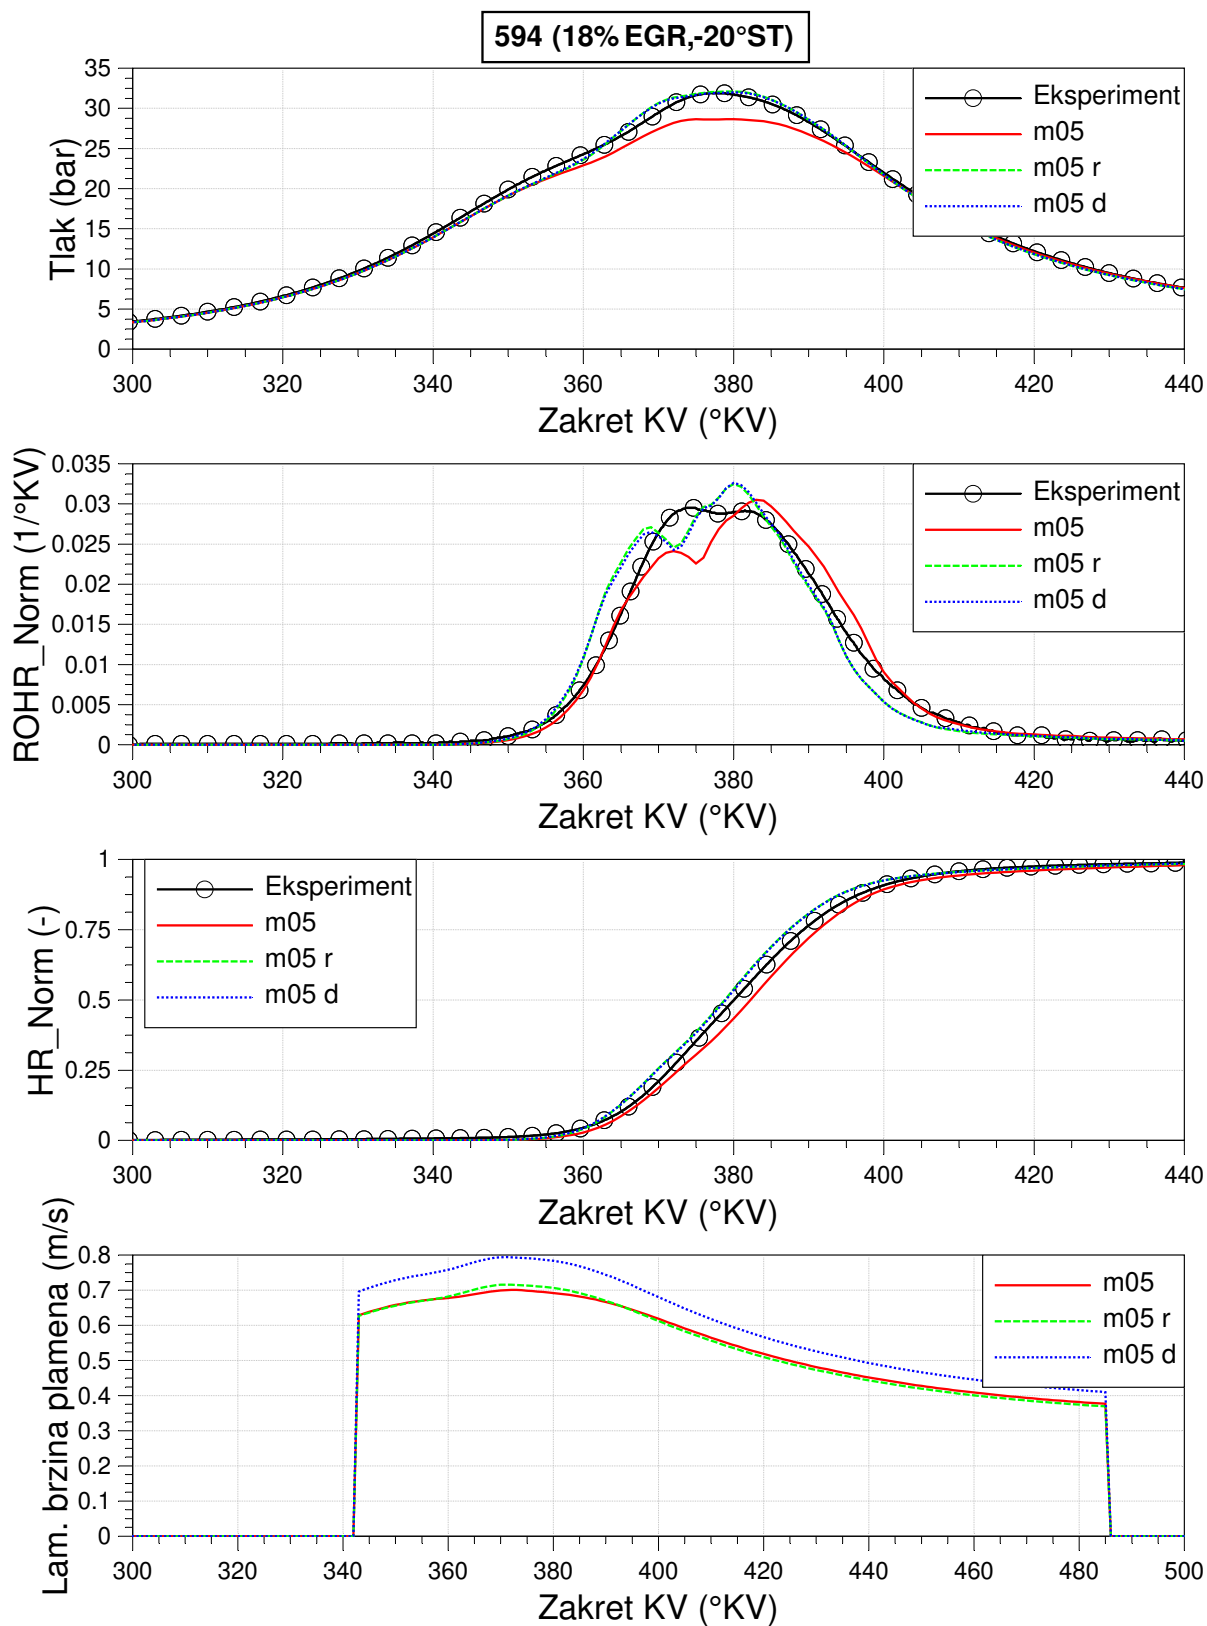 594 (18% EGR,-20°ST)
Tlak (bar)
35
30
25
20
15
10
5
0
Eksperiment
m05
m05 r
m05 d
300 320 340 360 380 400 420 440
Zakret KV (°KV)
ROHR_Norm (1/°KV)
0.035
0.03
0.025
0.02
0.015
0.01
0.005
0
Eksperiment
m05
m05 r
m05 d
300 320 340 360 380 400 420 440
Zakret KV (°KV)
HR_Norm (-)
1
0.75
0.5
0.25
0
Eksperiment
m05
m05 r
m05 d
300 320 340 360 380 400 420 440
Zakret KV (°KV)
Lam. brzina plamena (m/s)
0.8
0.7
0.6
0.5
0.4
0.3
0.2
0.1
0
m05
m05 r
m05 d
300 320 340 360 380 400 420 440 460 480 500
Zakret KV (°KV)